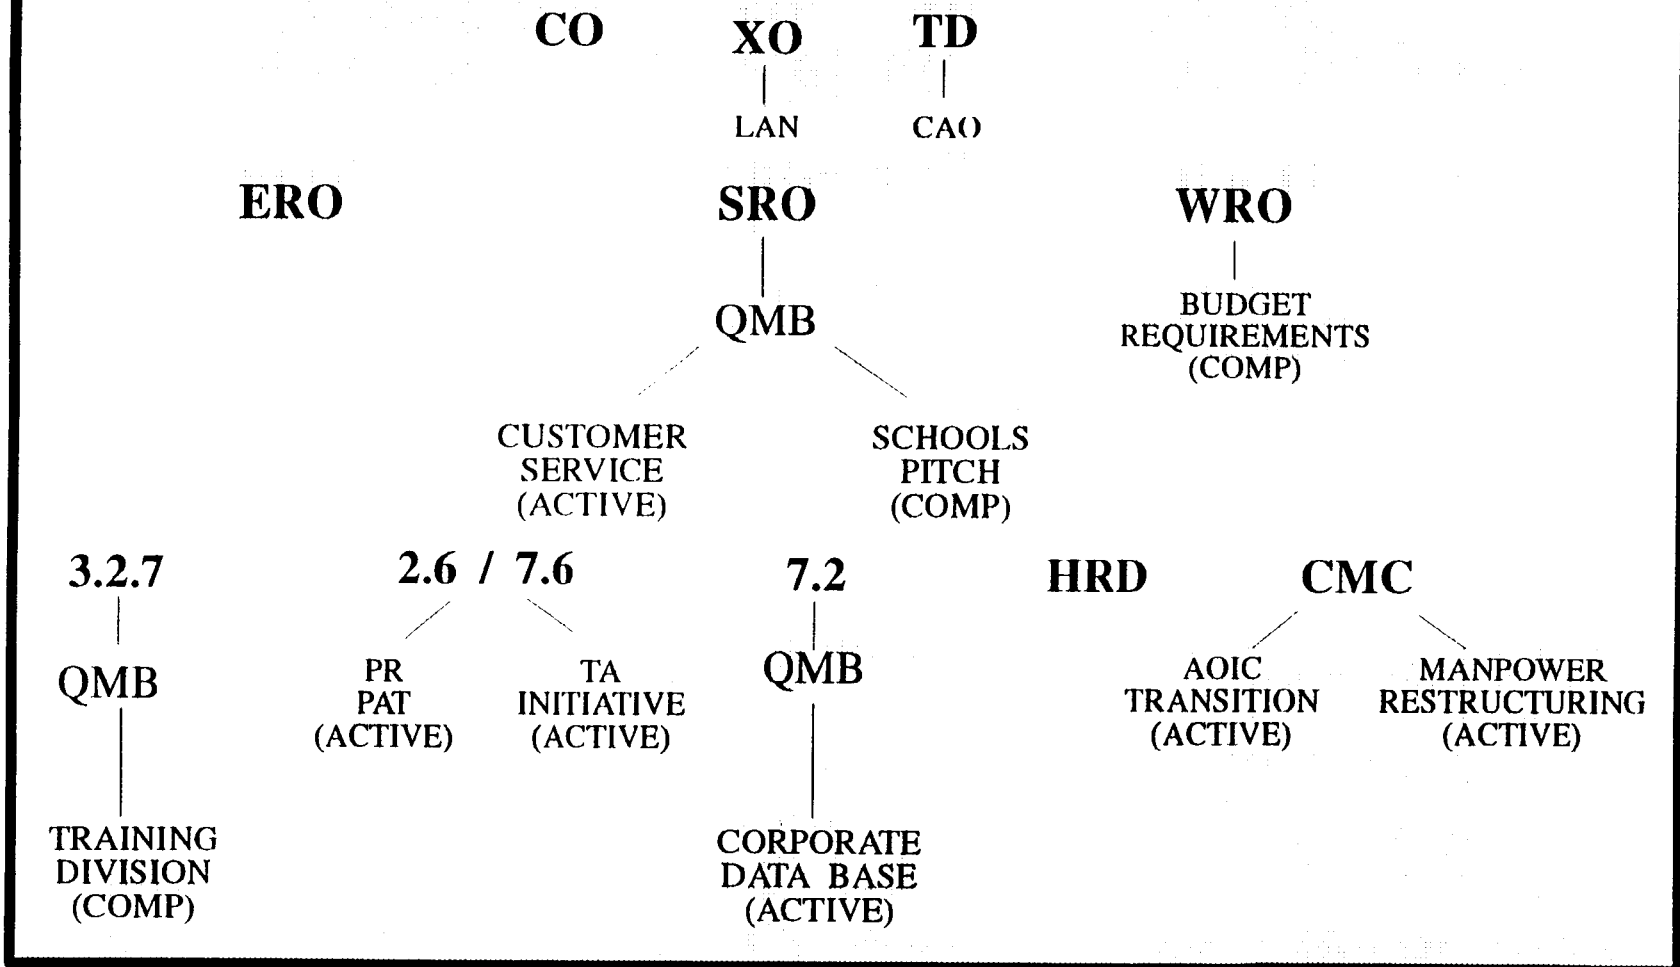 CO XO TD
LAN CAO
ERO SRO WRO
QMB
BUDGET
REQUIREMENTS
(COMP)
CUSTOMER
SERVICE
(ACTIVE)
SCHOOLS
PITCH
(COMP)
3.2.7 2.6 / 7.6 7.2 HRD CMC
QMB
PR
PAT
(ACTIVE)
TA
INITIATIVE
(ACTIVE)
QMB
AOIC
TRANSITION
(ACTIVE)
MANPOWER
RESTRUCTURING
(ACTIVE)
TRAINING
DIVISION
(COMP)
CORPORATE
DATA BASE
(ACTIVE)